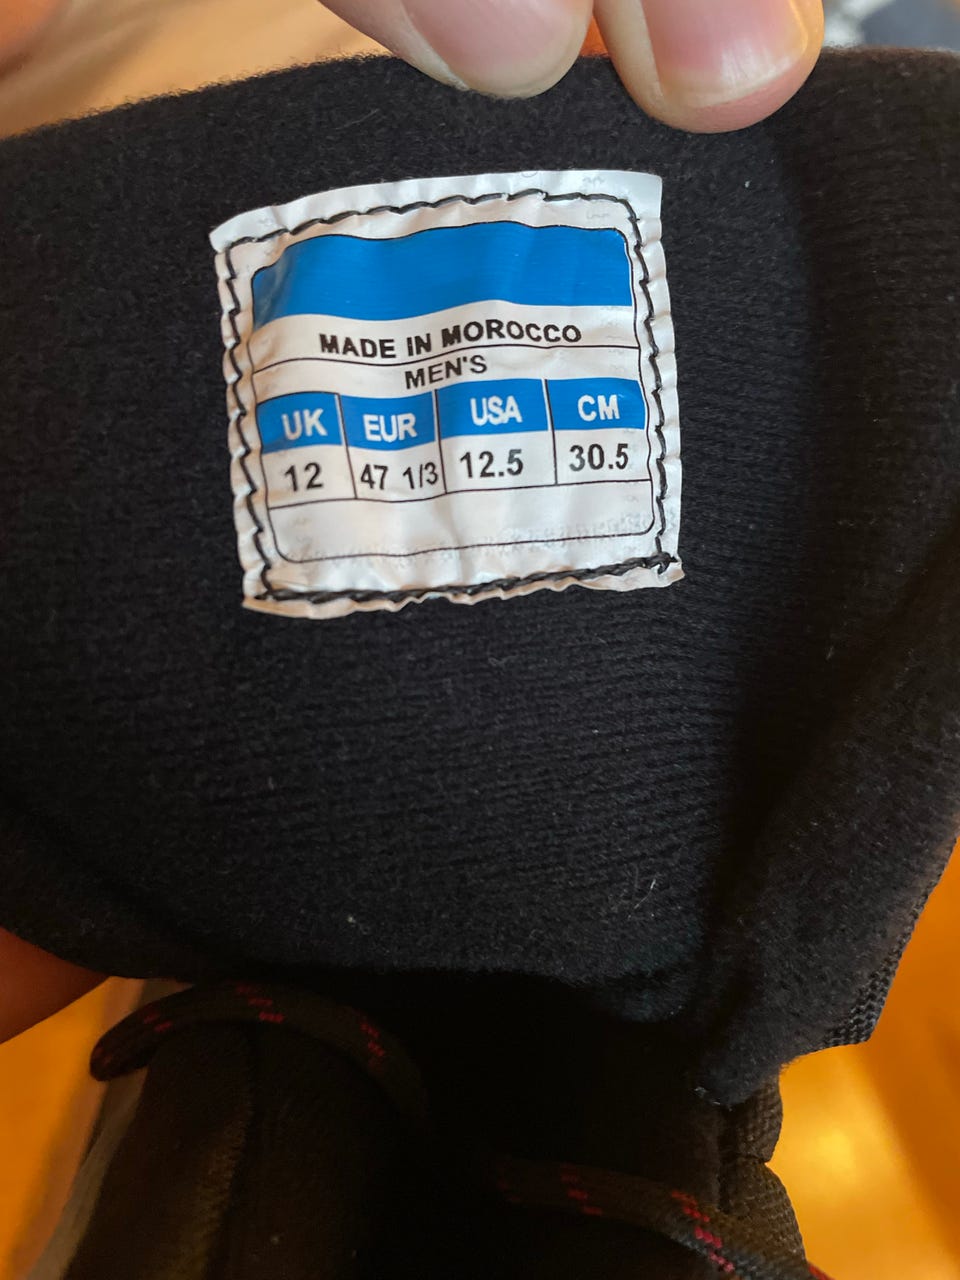 MADE IN MOROCCO
MEN'S
UK EUR USA CM
12 47 1/3 12.5 30.5